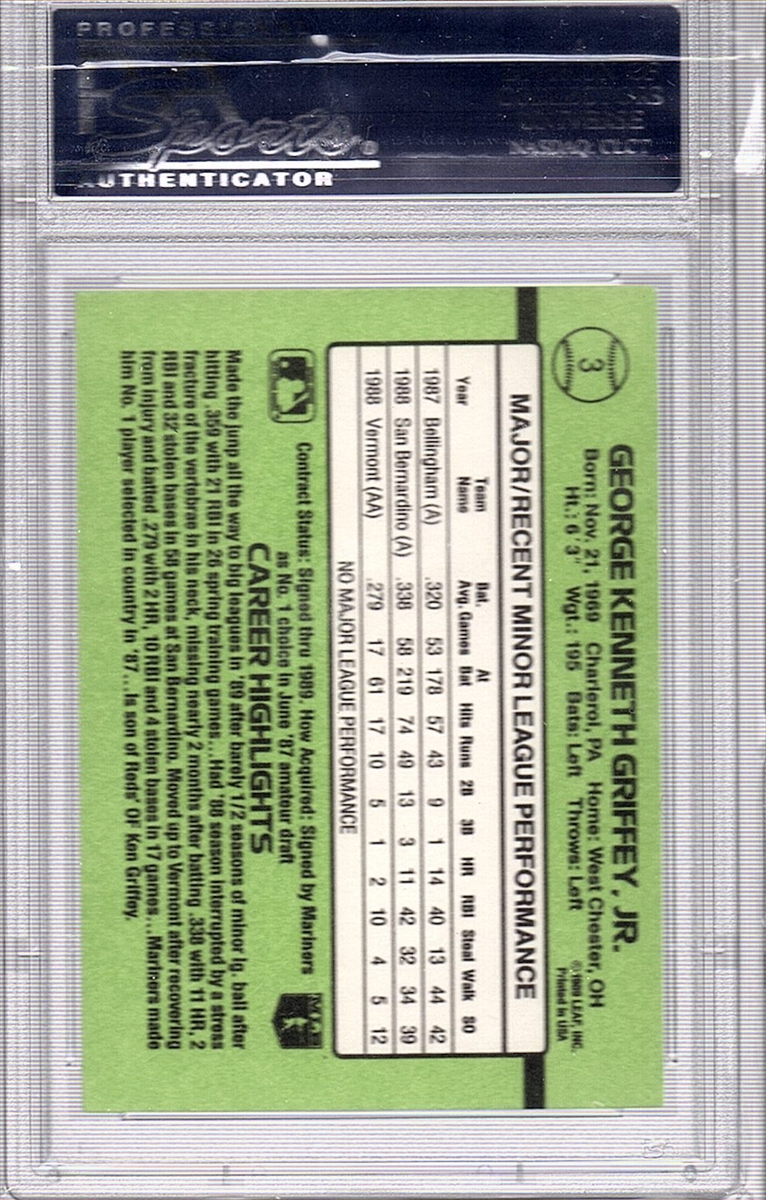 PROFESSIONAL
Sports
AUTHENTICATOR
NASDAQ: CLCT
3
GEORGE KENNETH GRIFFEY, JR.
Born: Nov. 21, 1969 Charleroi, PA Home: West Chester, OH
Ht.: 6' 3" Wgt.: 195 Bats: Left Throws: Left
© 1989 LEAF, INC.
Printed in USA
MAJOR/RECENT MINOR LEAGUE PERFORMANCE
Year Team Name Bat. Avg. Games At Bat Hits Runs 2B 3B HR RBI Steal Walk SO
1987 Bellingham (A) .320 53 178 57 43 9 1 14 40 13 44 42
1988 San Bernardino (A) .338 58 219 74 49 13 3 11 42 32 34 39
1988 Vermont (AA) .279 17 61 17 10 5 1 2 10 4 5 12
NO MAJOR LEAGUE PERFORMANCE
Contract Status: Signed thru 1989. How Acquired: Signed by Mariners
as No. 1 choice in June '87 amateur draft
CAREER HIGHLIGHTS
Made the jump all the way to big leagues in '89 after barely 1/2 seasons of minor lg. ball after
hitting .359 with 21 RBI in 26 spring training games...Had '88 season interrupted by a stress
fracture of the vertebrae in his neck, missing nearly 2 months after batting .338 with 11 HR, 2
RBI and 32 stolen bases in 58 games at San Bernardino. Moved up to Vermont after recovering
from injury and batted .279 with 2 HR, 10 RBI and 4 stolen bases in 17 games...Mariners made
him No. 1 player selected in country in '87...Is son of Reds' OF Ken Griffey.